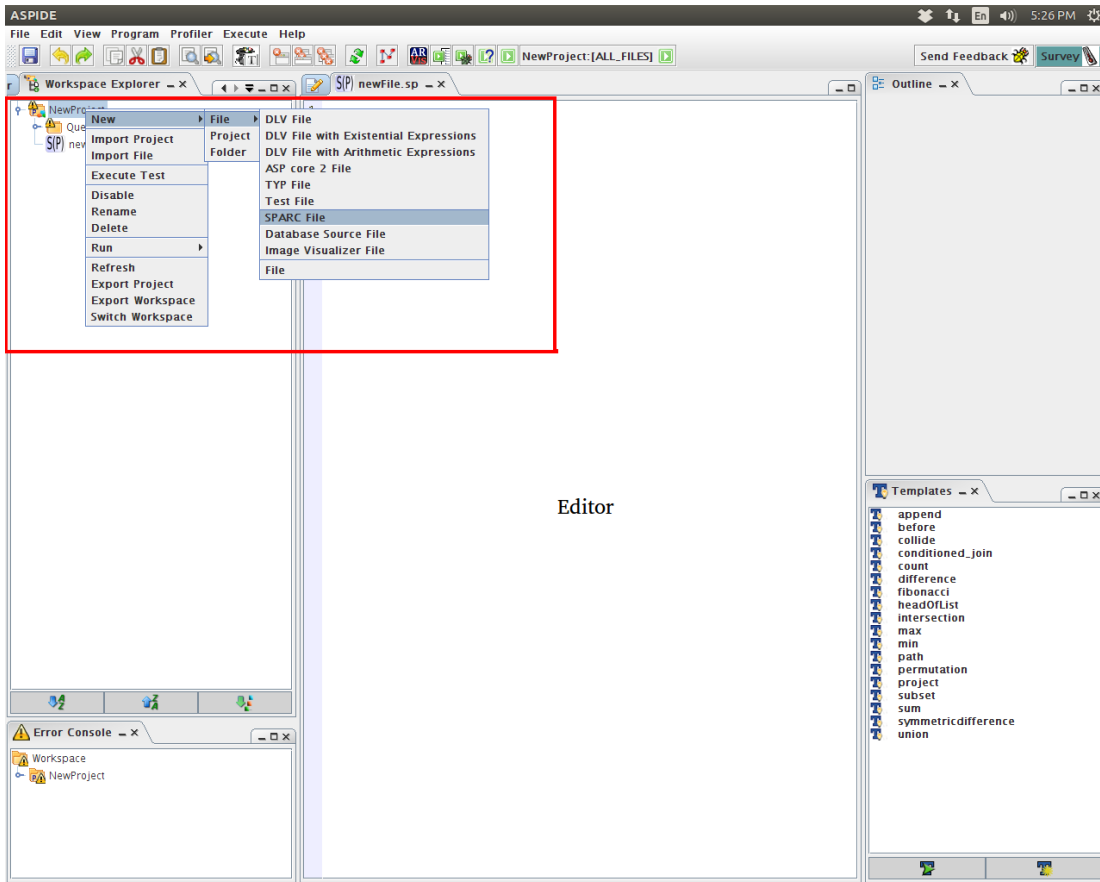 ASPIDE
En
5:26 PM
File Edit View Program Profiler Execute Help
NewProject:[ALL_FILES]
Send Feedback
Survey
r
Workspace Explorer
S(P) newFile.sp
Outline
NewPro
Que
S(P) new
1
New
Import Project
Import File
Execute Test
Disable
Rename
Delete
Run
Refresh
Export Project
Export Workspace
Switch Workspace
File
Project
Folder
DLV File
DLV File with Existential Expressions
DLV File with Arithmetic Expressions
ASP core 2 File
TYP File
Test File
SPARC File
Database Source File
Image Visualizer File
File
Editor
Templates
append
before
collide
conditioned_join
count
difference
fibonacci
headOfList
intersection
max
min
path
permutation
project
subset
sum
symmetricdifference
union
Error Console
Workspace
NewProject